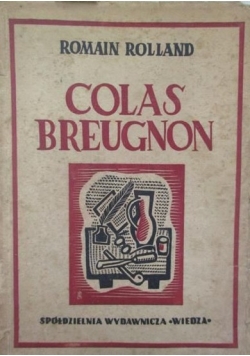 ROMAIN ROLLAND
COLAS
BREUGNON
SPÓŁDZIELNIA WYDAWNICZA «WIEDZA»